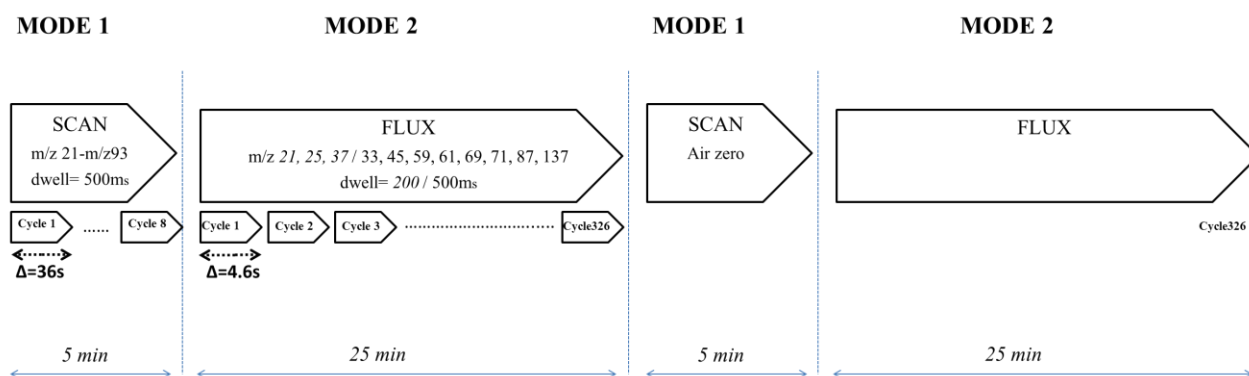 MODE 1
MODE 2
MODE 1
MODE 2
SCAN
m/z 21-m/z93
dwell= 500ms
FLUX
m/z 21, 25, 37 / 33, 45, 59, 61, 69, 71, 87, 137
dwell= 200 / 500ms
SCAN
Air zero
FLUX
Cycle 1
......
Cycle 8
Cycle 1
Cycle 2
Cycle 3
Cycle326
Cycle326
Δ=36s
Δ=4.6s
5 min
25 min
5 min
25 min